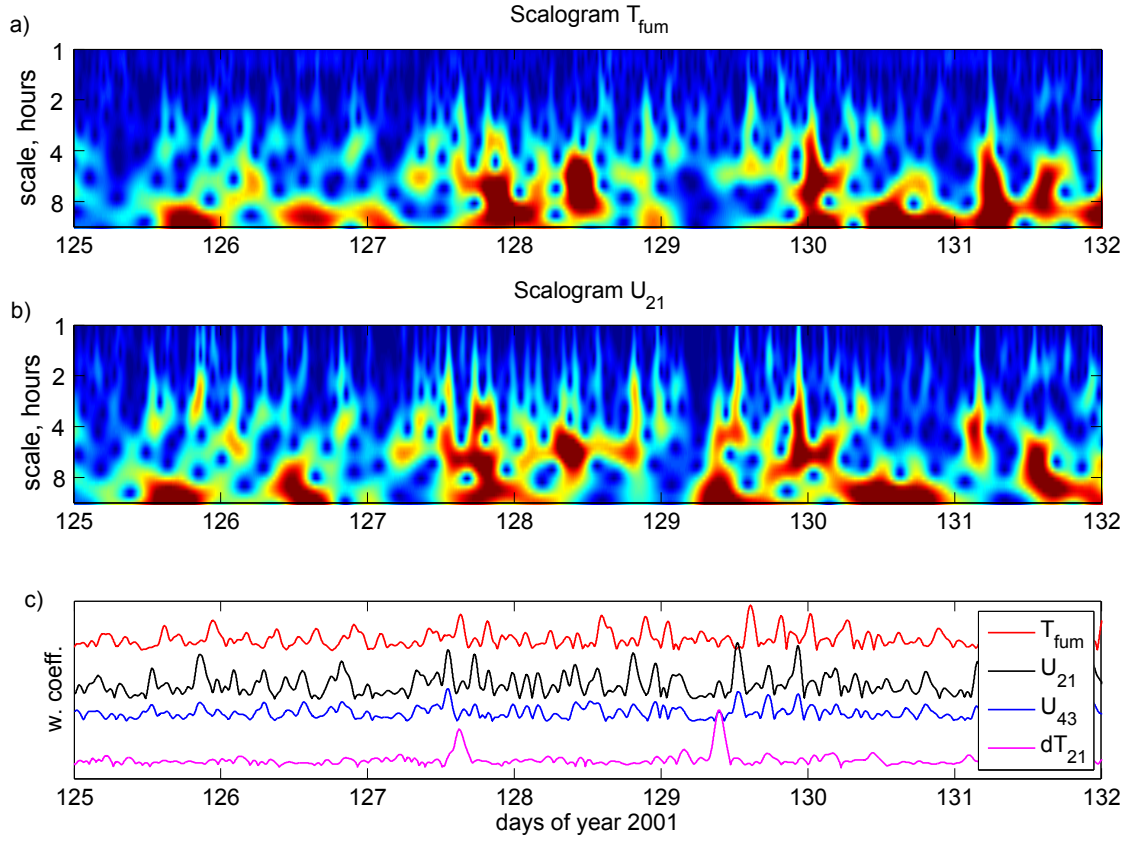 Scalogram T_fum
a)
scale, hours
1
2
4
6
8
125 126 127 128 129 130 131 132
Scalogram U_21
b)
scale, hours
1
2
4
6
8
125 126 127 128 129 130 131 132
c)
w. coeff.
T_fum
U_21
U_43
dT_21
125 126 127 128 129 130 131 132
days of year 2001